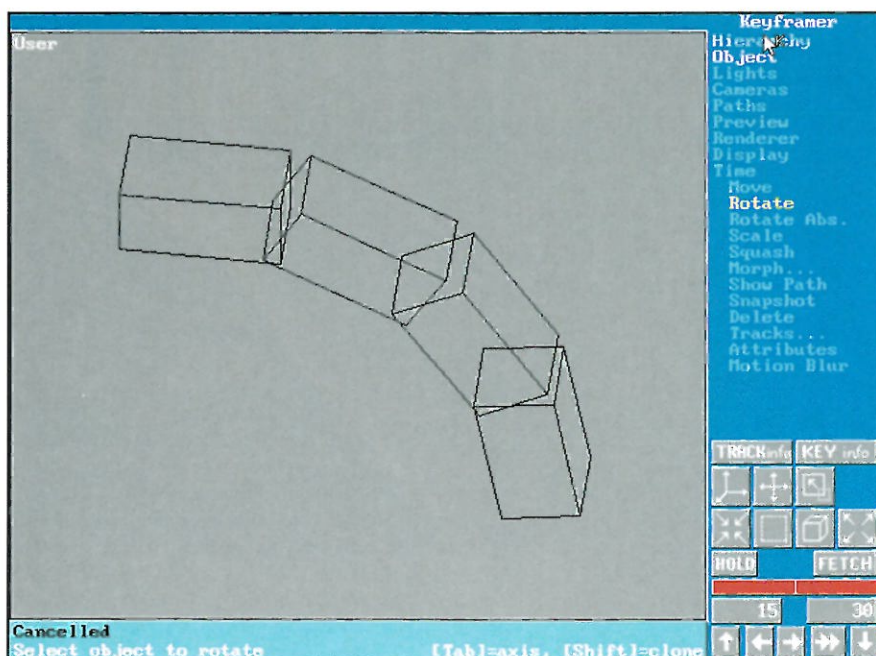 Keyframer
User
Hierarchy
Object
Lights
Cameras
Paths
Preview
Renderer
Display
Time
Move
Rotate
Rotate Abs.
Scale
Squash
Morph...
Show Path
Snapshot
Delete
Tracks...
Attributes
Motion Blur
TRACKinfo KEY info
HOLD FETCH
15 30
Cancelled
Select object to rotate [Tab]=axis, [Shift]=clone